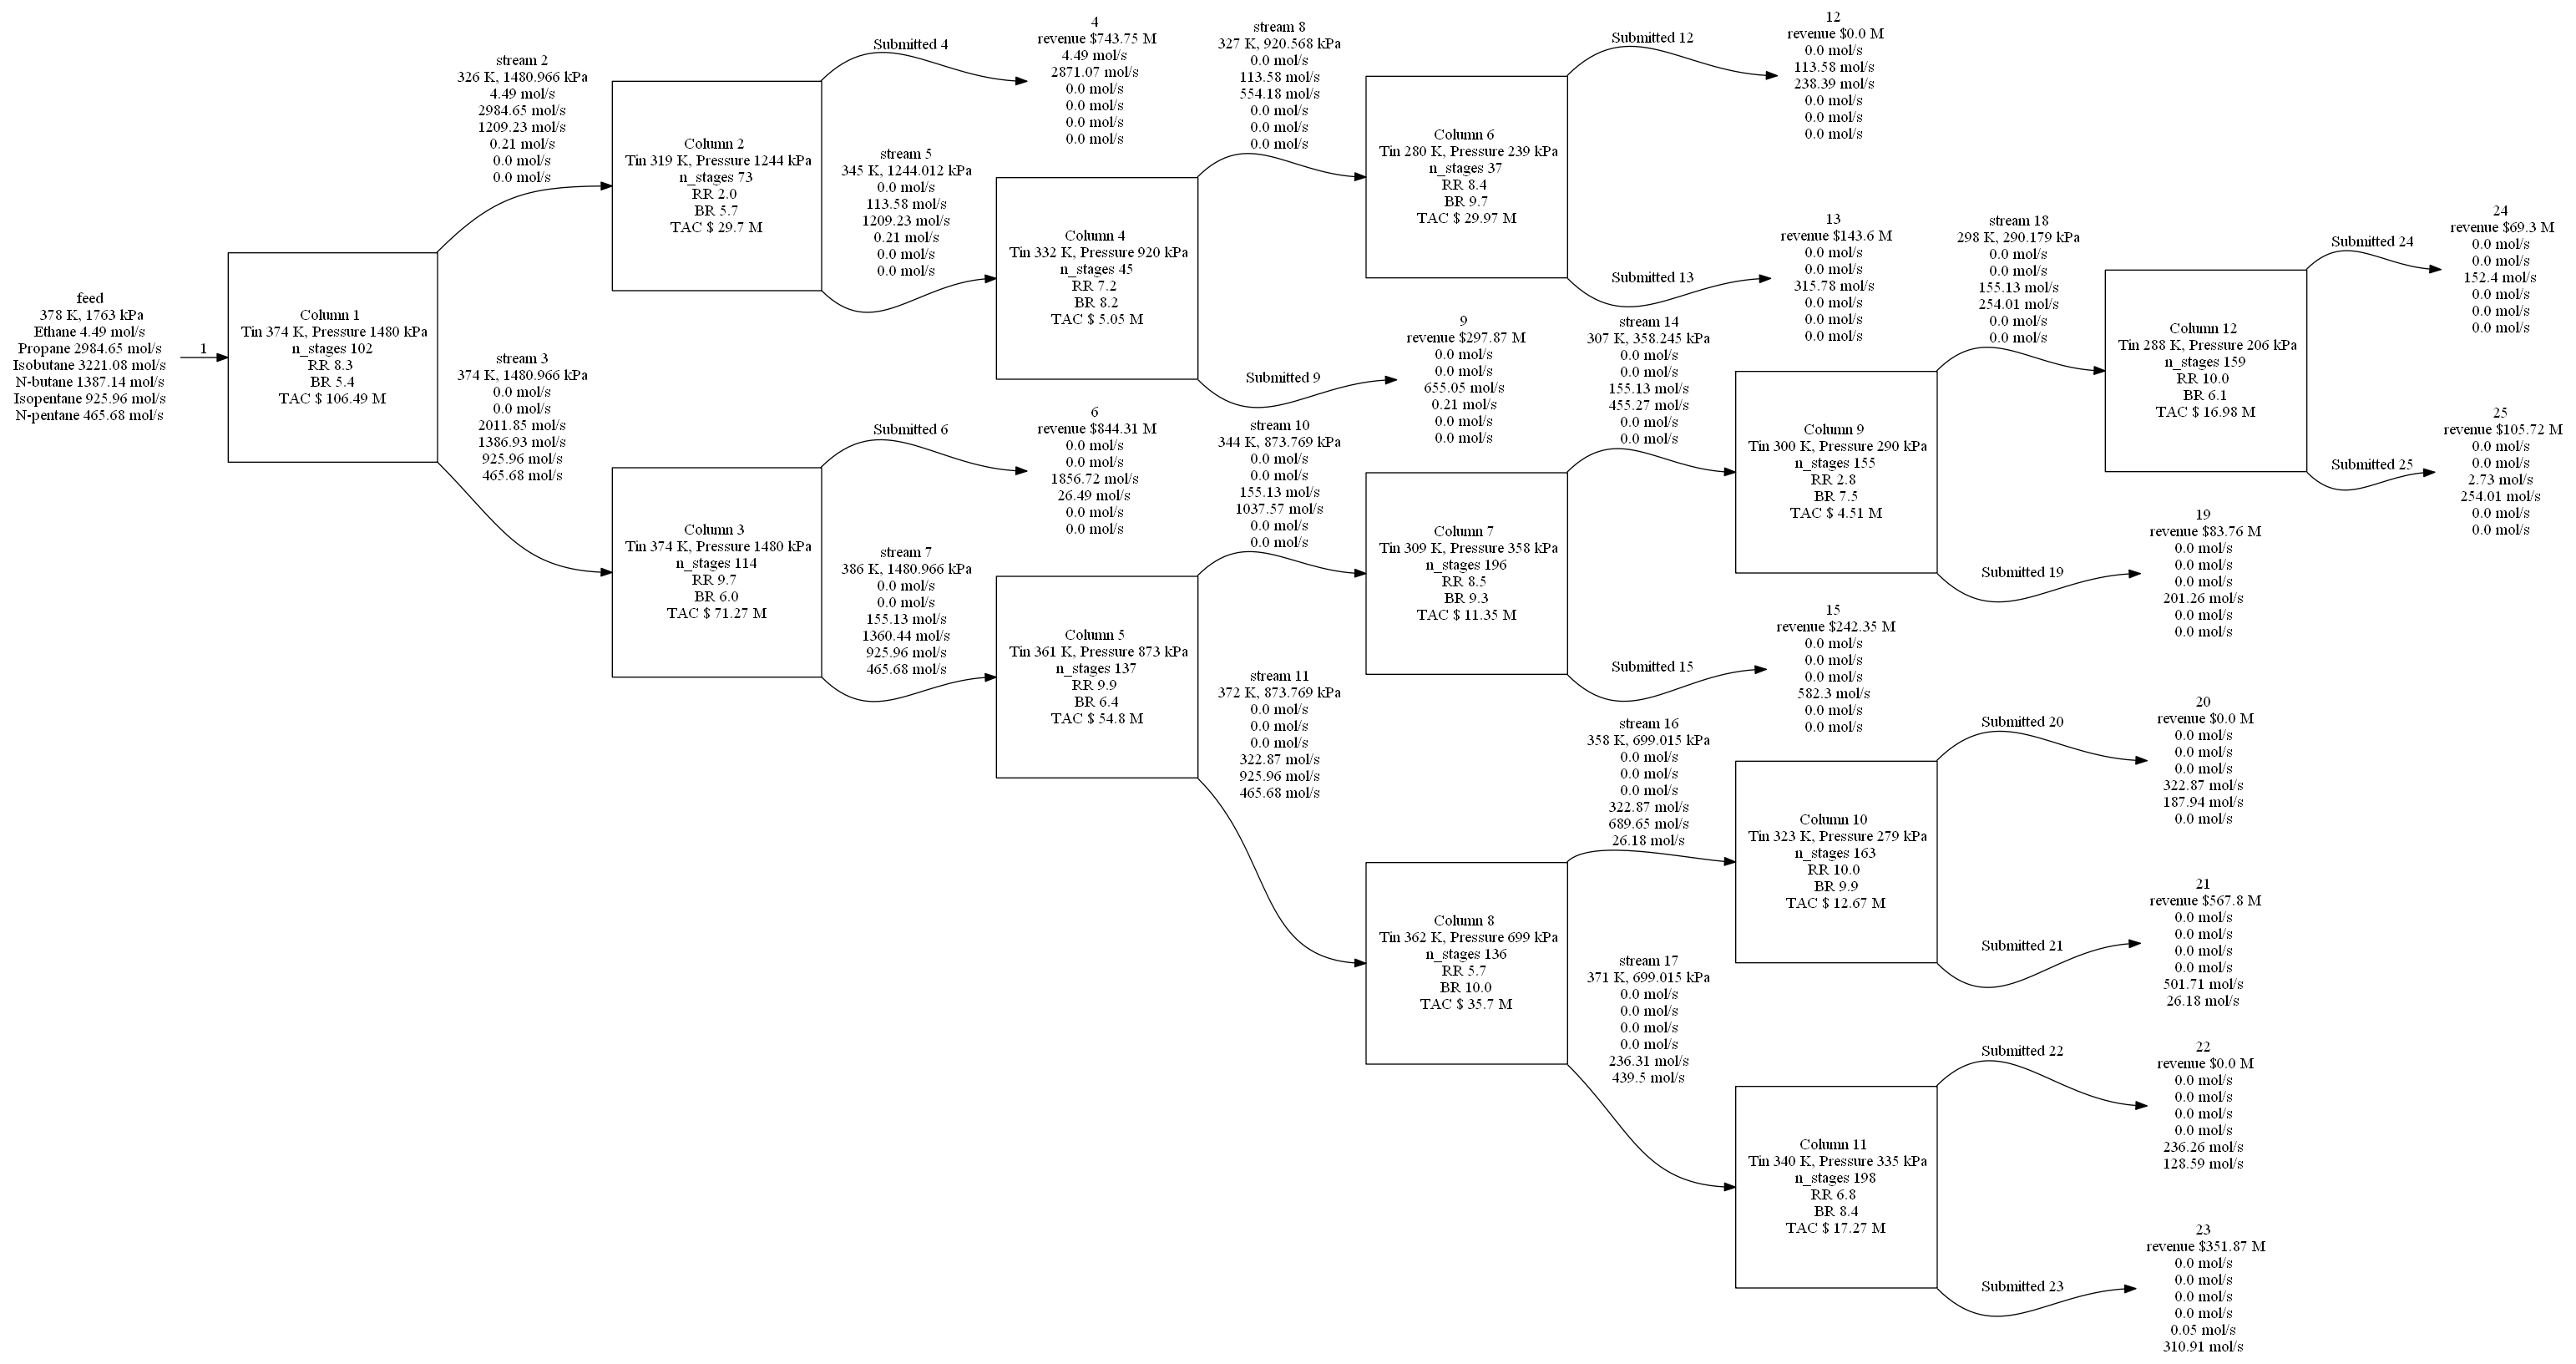 feed
378 K, 1763 kPa
Ethane 4.49 mol/s
Propane 2984.65 mol/s
Isobutane 3221.08 mol/s
N-butane 1387.14 mol/s
Isopentane 925.96 mol/s
N-pentane 465.68 mol/s
1
Column 1
Tin 374 K, Pressure 1480 kPa
n_stages 102
RR 8.3
BR 5.4
TAC $ 106.49 M
stream 2
326 K, 1480.966 kPa
4.49 mol/s
2984.65 mol/s
1209.23 mol/s
0.21 mol/s
0.0 mol/s
0.0 mol/s
stream 3
374 K, 1480.966 kPa
0.0 mol/s
0.0 mol/s
2011.85 mol/s
1386.93 mol/s
925.96 mol/s
465.68 mol/s
Column 2
Tin 319 K, Pressure 1244 kPa
n_stages 73
RR 2.0
BR 5.7
TAC $ 29.7 M
Column 3
Tin 374 K, Pressure 1480 kPa
n_stages 114
RR 9.7
BR 6.0
TAC $ 71.27 M
Submitted 4
stream 5
345 K, 1244.012 kPa
0.0 mol/s
113.58 mol/s
1209.23 mol/s
0.21 mol/s
0.0 mol/s
0.0 mol/s
Submitted 6
stream 7
386 K, 1480.966 kPa
0.0 mol/s
0.0 mol/s
155.13 mol/s
1360.44 mol/s
925.96 mol/s
465.68 mol/s
4
revenue $743.75 M
4.49 mol/s
2871.07 mol/s
0.0 mol/s
0.0 mol/s
0.0 mol/s
0.0 mol/s
Column 4
Tin 332 K, Pressure 920 kPa
n_stages 45
RR 7.2
BR 8.2
TAC $ 5.05 M
6
revenue $844.31 M
0.0 mol/s
0.0 mol/s
1856.72 mol/s
26.49 mol/s
0.0 mol/s
0.0 mol/s
Column 5
Tin 361 K, Pressure 873 kPa
n_stages 137
RR 9.9
BR 6.4
TAC $ 54.8 M
stream 8
327 K, 920.568 kPa
0.0 mol/s
113.58 mol/s
554.18 mol/s
0.0 mol/s
0.0 mol/s
0.0 mol/s
Submitted 9
stream 10
344 K, 873.769 kPa
0.0 mol/s
0.0 mol/s
155.13 mol/s
1037.57 mol/s
0.0 mol/s
0.0 mol/s
stream 11
372 K, 873.769 kPa
0.0 mol/s
0.0 mol/s
0.0 mol/s
322.87 mol/s
925.96 mol/s
465.68 mol/s
Column 6
Tin 280 K, Pressure 239 kPa
n_stages 37
RR 8.4
BR 9.7
TAC $ 29.97 M
9
revenue $297.87 M
0.0 mol/s
0.0 mol/s
655.05 mol/s
0.21 mol/s
0.0 mol/s
0.0 mol/s
Column 7
Tin 309 K, Pressure 358 kPa
n_stages 196
RR 8.5
BR 9.3
TAC $ 11.35 M
Column 8
Tin 362 K, Pressure 699 kPa
n_stages 136
RR 5.7
BR 10.0
TAC $ 35.7 M
Submitted 12
Submitted 13
stream 14
307 K, 358.245 kPa
0.0 mol/s
0.0 mol/s
155.13 mol/s
455.27 mol/s
0.0 mol/s
0.0 mol/s
Submitted 15
stream 16
358 K, 699.015 kPa
0.0 mol/s
0.0 mol/s
0.0 mol/s
322.87 mol/s
689.65 mol/s
26.18 mol/s
stream 17
371 K, 699.015 kPa
0.0 mol/s
0.0 mol/s
0.0 mol/s
0.0 mol/s
236.31 mol/s
439.5 mol/s
12
revenue $0.0 M
0.0 mol/s
113.58 mol/s
238.39 mol/s
0.0 mol/s
0.0 mol/s
0.0 mol/s
13
revenue $143.6 M
0.0 mol/s
0.0 mol/s
315.78 mol/s
0.0 mol/s
0.0 mol/s
0.0 mol/s
Column 9
Tin 300 K, Pressure 290 kPa
n_stages 155
RR 2.8
BR 7.5
TAC $ 4.51 M
15
revenue $242.35 M
0.0 mol/s
0.0 mol/s
0.0 mol/s
582.3 mol/s
0.0 mol/s
0.0 mol/s
Column 10
Tin 323 K, Pressure 279 kPa
n_stages 163
RR 10.0
BR 9.9
TAC $ 12.67 M
Column 11
Tin 340 K, Pressure 335 kPa
n_stages 198
RR 6.8
BR 8.4
TAC $ 17.27 M
stream 18
298 K, 290.179 kPa
0.0 mol/s
0.0 mol/s
155.13 mol/s
254.01 mol/s
0.0 mol/s
0.0 mol/s
Submitted 19
Submitted 20
Submitted 21
Submitted 22
Submitted 23
Column 12
Tin 288 K, Pressure 206 kPa
n_stages 159
RR 10.0
BR 6.1
TAC $ 16.98 M
19
revenue $83.76 M
0.0 mol/s
0.0 mol/s
0.0 mol/s
201.26 mol/s
0.0 mol/s
0.0 mol/s
20
revenue $0.0 M
0.0 mol/s
0.0 mol/s
0.0 mol/s
322.87 mol/s
187.94 mol/s
0.0 mol/s
21
revenue $567.8 M
0.0 mol/s
0.0 mol/s
0.0 mol/s
0.0 mol/s
501.71 mol/s
26.18 mol/s
22
revenue $0.0 M
0.0 mol/s
0.0 mol/s
0.0 mol/s
0.0 mol/s
236.26 mol/s
128.59 mol/s
23
revenue $351.87 M
0.0 mol/s
0.0 mol/s
0.0 mol/s
0.0 mol/s
0.05 mol/s
310.91 mol/s
Submitted 24
Submitted 25
24
revenue $69.3 M
0.0 mol/s
0.0 mol/s
152.4 mol/s
0.0 mol/s
0.0 mol/s
0.0 mol/s
25
revenue $105.72 M
0.0 mol/s
0.0 mol/s
2.73 mol/s
254.01 mol/s
0.0 mol/s
0.0 mol/s